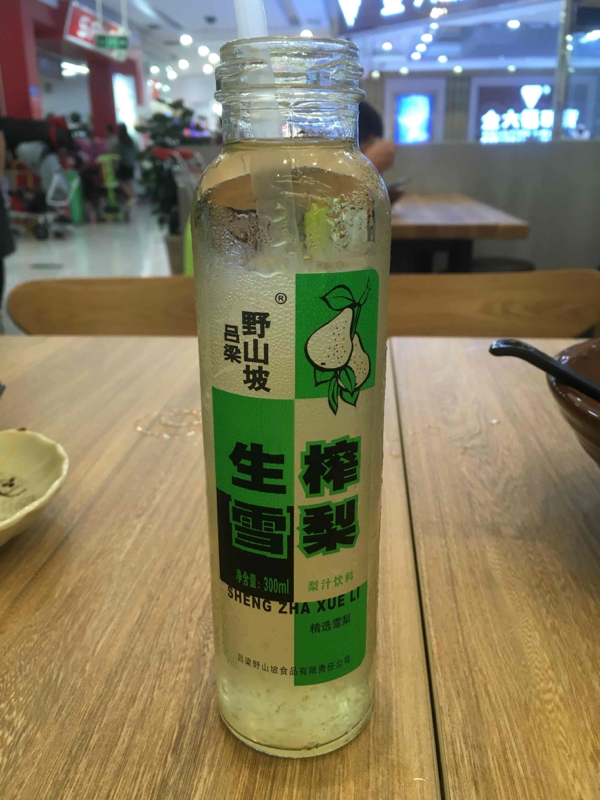 ®
野山坡
吕梁
生榨
雪梨
净含量: 300ml
梨汁饮料
SHENG ZHA XUE LI
精选雪梨
吕梁野山坡食品有限责任公司